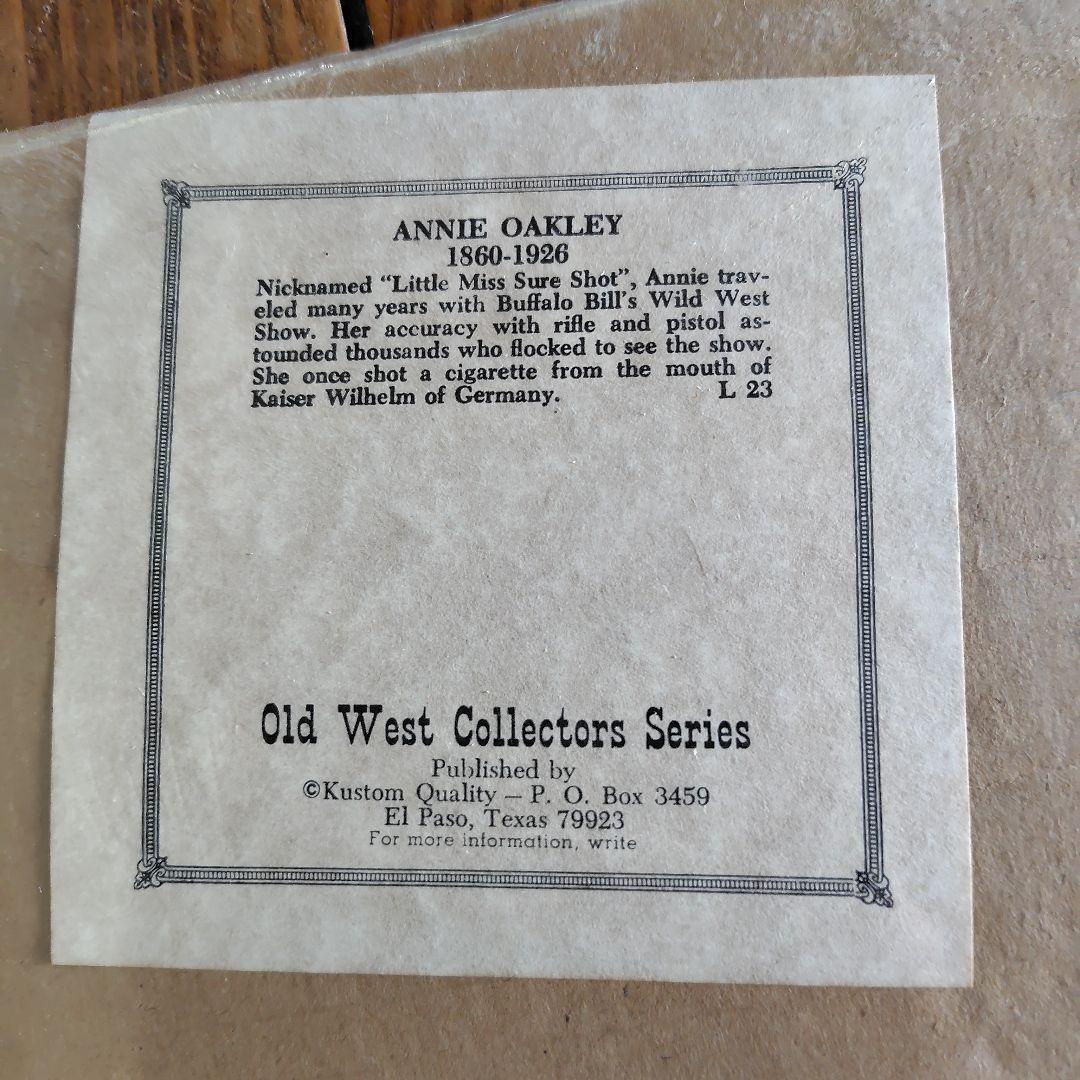 ANNIE OAKLEY
1860-1926
Nicknamed “Little Miss Sure Shot”, Annie trav-
eled many years with Buffalo Bill’s Wild West
Show. Her accuracy with rifle and pistol as-
tounded thousands who flocked to see the show.
She once shot a cigarette from the mouth of
Kaiser Wilhelm of Germany. L 23
Old West Collectors Series
Published by
©Kustom Quality — P. O. Box 3459
El Paso, Texas 79923
For more information, write